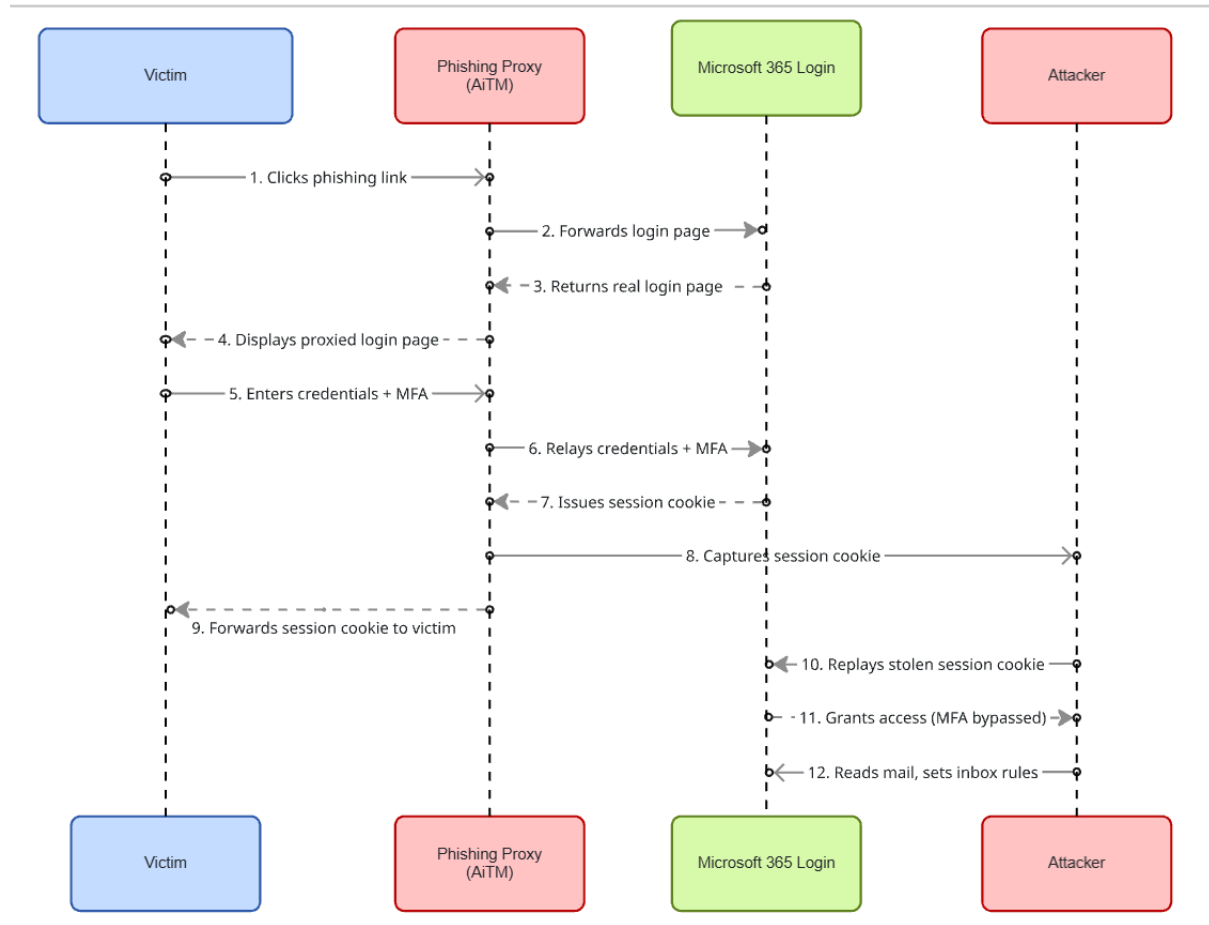 Victim
Phishing Proxy
(AiTM)
Microsoft 365 Login
Attacker
1. Clicks phishing link
2. Forwards login page
3. Returns real login page
4. Displays proxied login page
5. Enters credentials + MFA
6. Relays credentials + MFA
7. Issues session cookie
8. Captures session cookie
9. Forwards session cookie to victim
10. Replays stolen session cookie
11. Grants access (MFA bypassed)
12. Reads mail, sets inbox rules
Victim
Phishing Proxy
(AiTM)
Microsoft 365 Login
Attacker